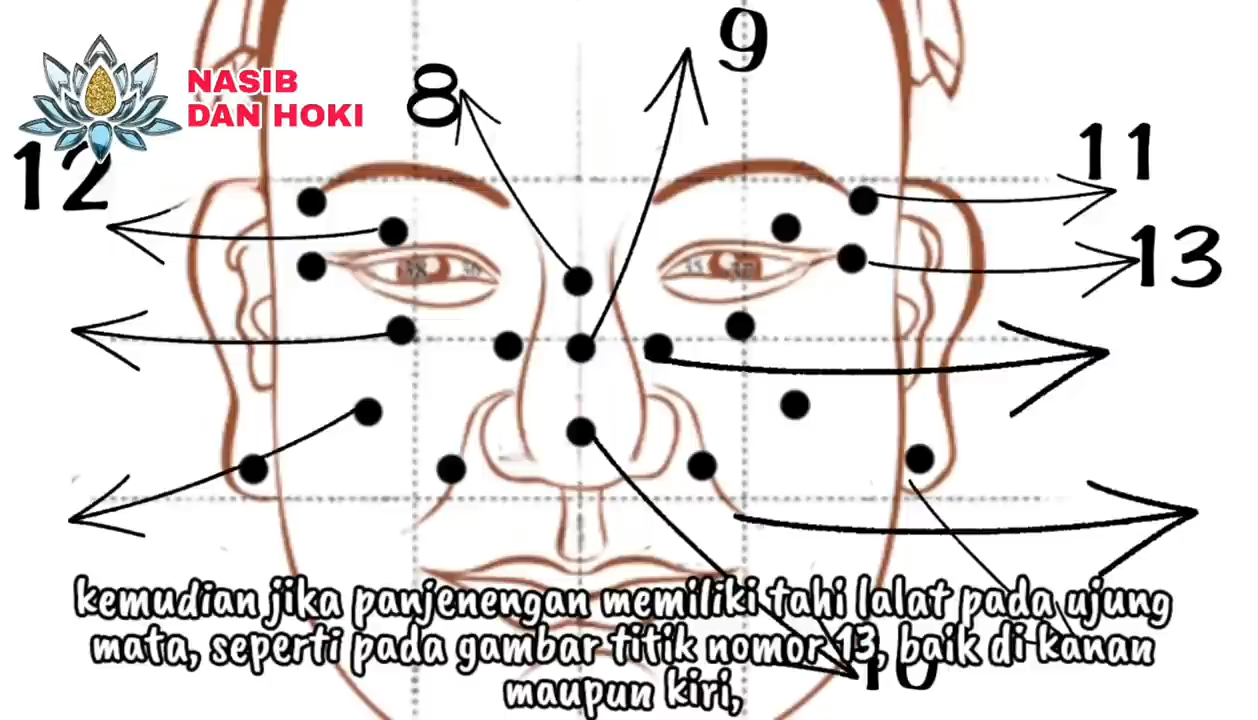 9
8
NASIB
DAN HOKI
11
12
13
kemudian jika panjenengan memiliki tahi lalat pada ujung
mata, seperti pada gambar titik nomor 13, baik di kanan
maupun kiri,
10